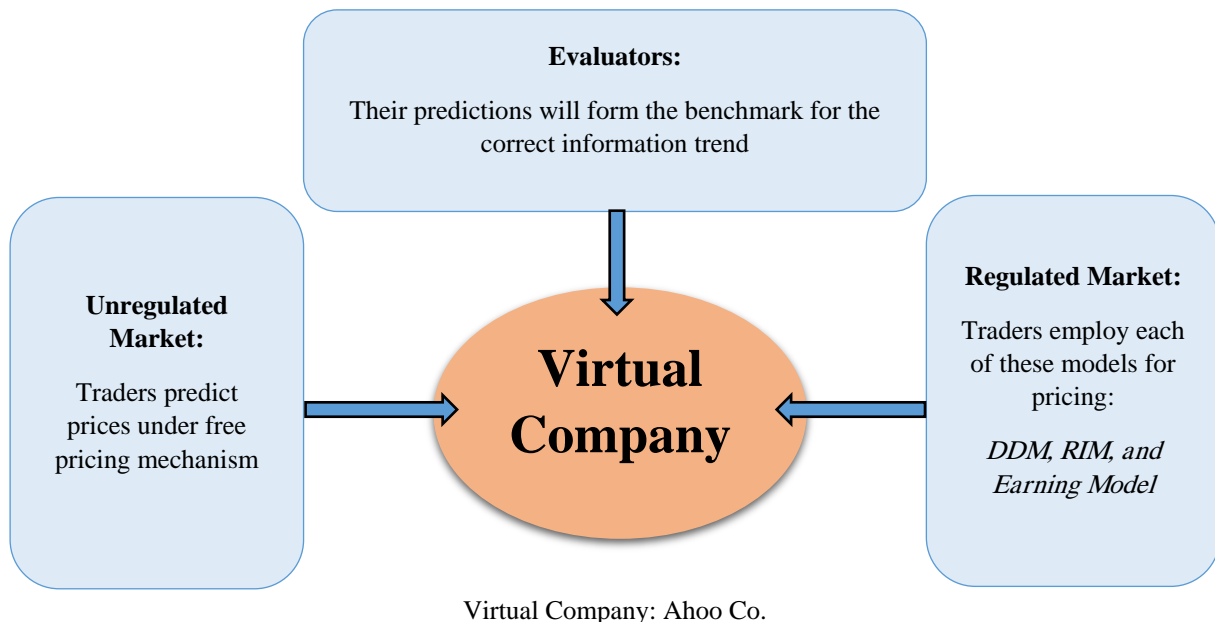 Evaluators:
Their predictions will form the benchmark for the
correct information trend
Unregulated
Market:
Traders predict
prices under free
pricing mechanism
Virtual
Company
Regulated Market:
Traders employ each
of these models for
pricing:
DDM, RIM, and
Earning Model
Virtual Company: Ahoo Co.